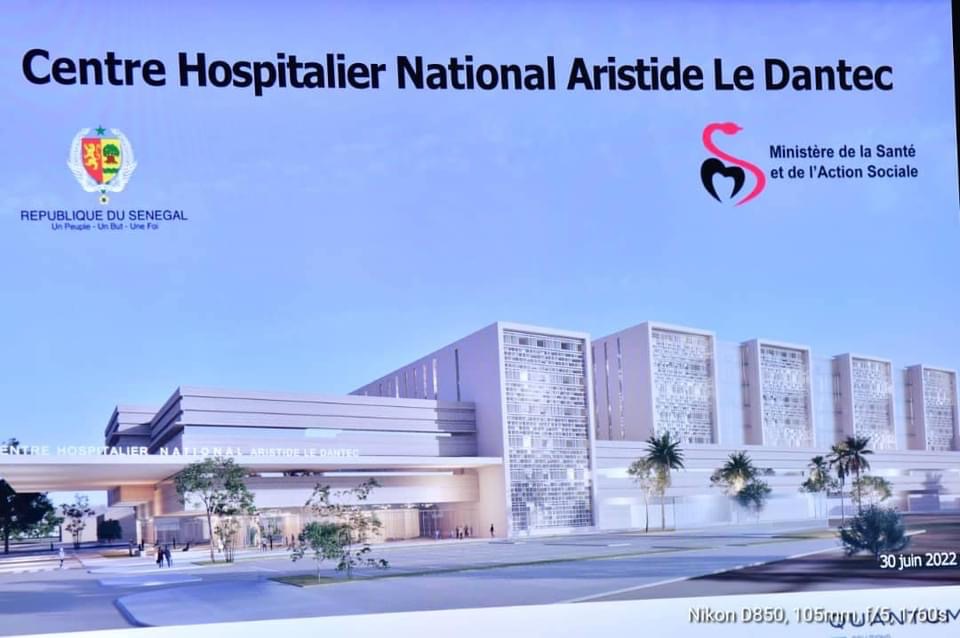 Centre Hospitalier National Aristide Le Dantec
REPUBLIQUE DU SENEGAL
Un Peuple - Un But - Une Foi
Ministère de la Santé
et de l'Action Sociale
ENTRE HOSPITALIER NATIONAL ARISTIDE LE DANTEC
30 juin 2022
Nikon D850, 105mm, f/5, 1/60s
QUANTUM